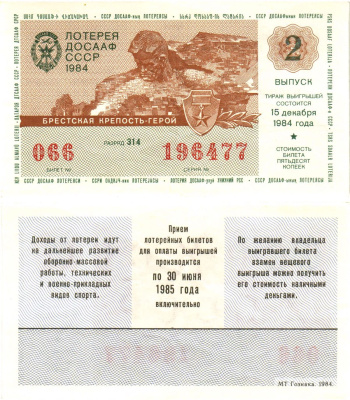 ЛОТЕРЕЯ
ДОСААФ
СССР
1984
2
ВЫПУСК
ТИРАЖ ВЫИГРЫШЕЙ
СОСТОИТСЯ
15 декабря
1984 года
★
СТОИМОСТЬ
БИЛЕТА
ПЯТЬДЕСЯТ
КОПЕЕК
БРЕСТСКАЯ КРЕПОСТЬ-ГЕРОЙ
066
РАЗРЯД 314
196477
БИЛЕТ №
СЕРИЯ №
Доходы от лотереи идут
на дальнейшее развитие
оборонно-массовой
работы, технических
и военно-прикладных
видов спорта.
Прием
лотерейных билетов
для оплаты выигрышей
производится
по 30 июня
1985 года
включительно
По желанию владельца
выигравшего билета
взамен вещевого
выигрыша можно получить
его стоимость наличными
деньгами.
МТ Гознака. 1984.